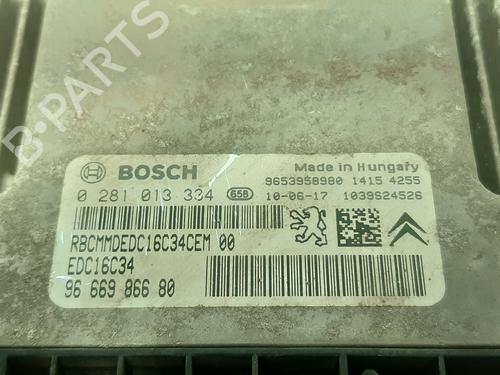 B-Parts
BOSCH
Made in Hungary
9653958980 1415 4255
0 281 013 334 658 10-06-17 1039S24526
RBCMMDEDC16C34CEM 00
EDC16C34
96 669 866 80